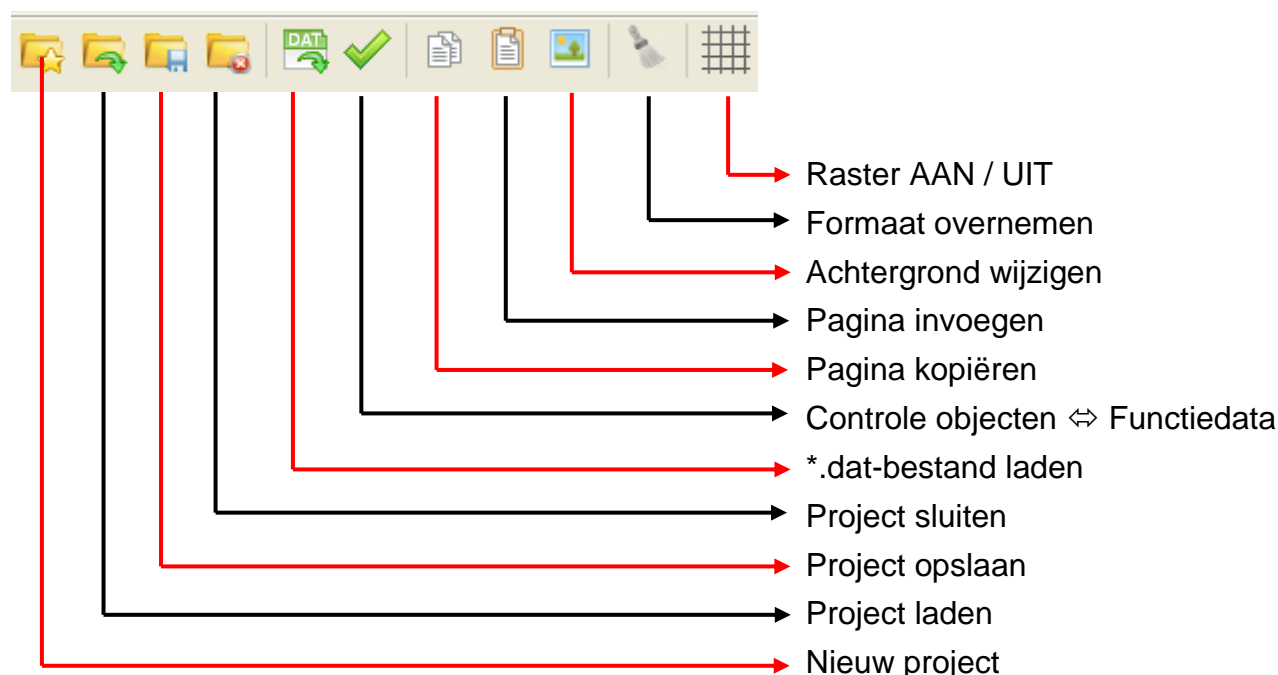 DAT
Raster AAN / UIT
Formaat overnemen
Achtergrond wijzigen
Pagina invoegen
Pagina kopiëren
Controle objecten ⬄ Functiedata
*.dat-bestand laden
Project sluiten
Project opslaan
Project laden
Nieuw project